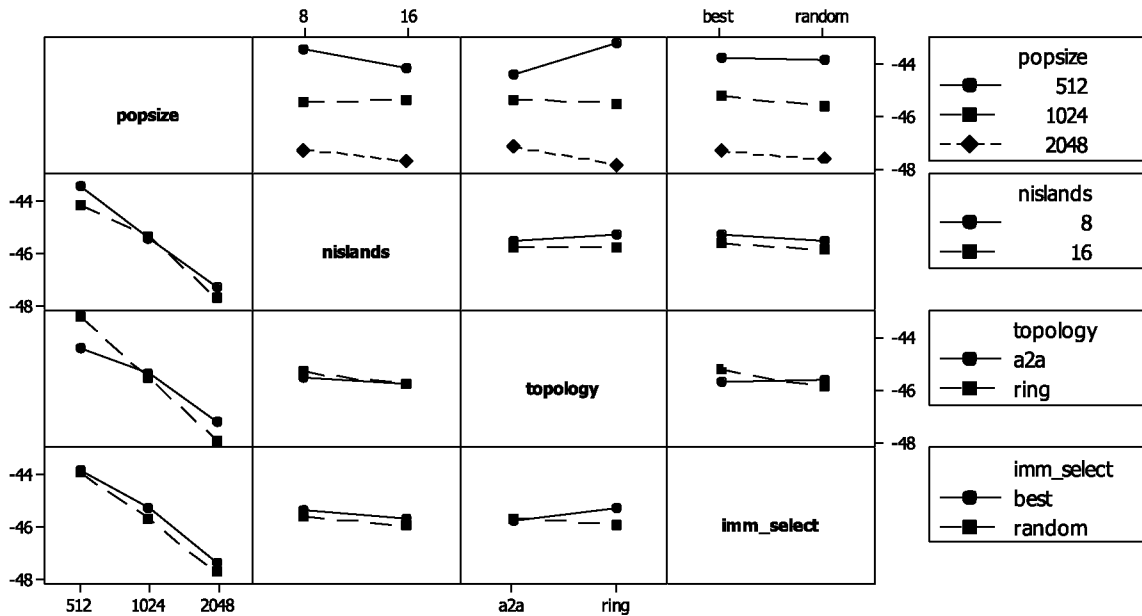 8 16 best random
popsize
-44
-46
-48
popsize
512
1024
2048
-44
-46
-48
nislands
nislands
8
16
topology
-44
-46
-48
topology
a2a
ring
-44
-46
-48
imm_select
imm_select
best
random
512 1024 2048 a2a ring